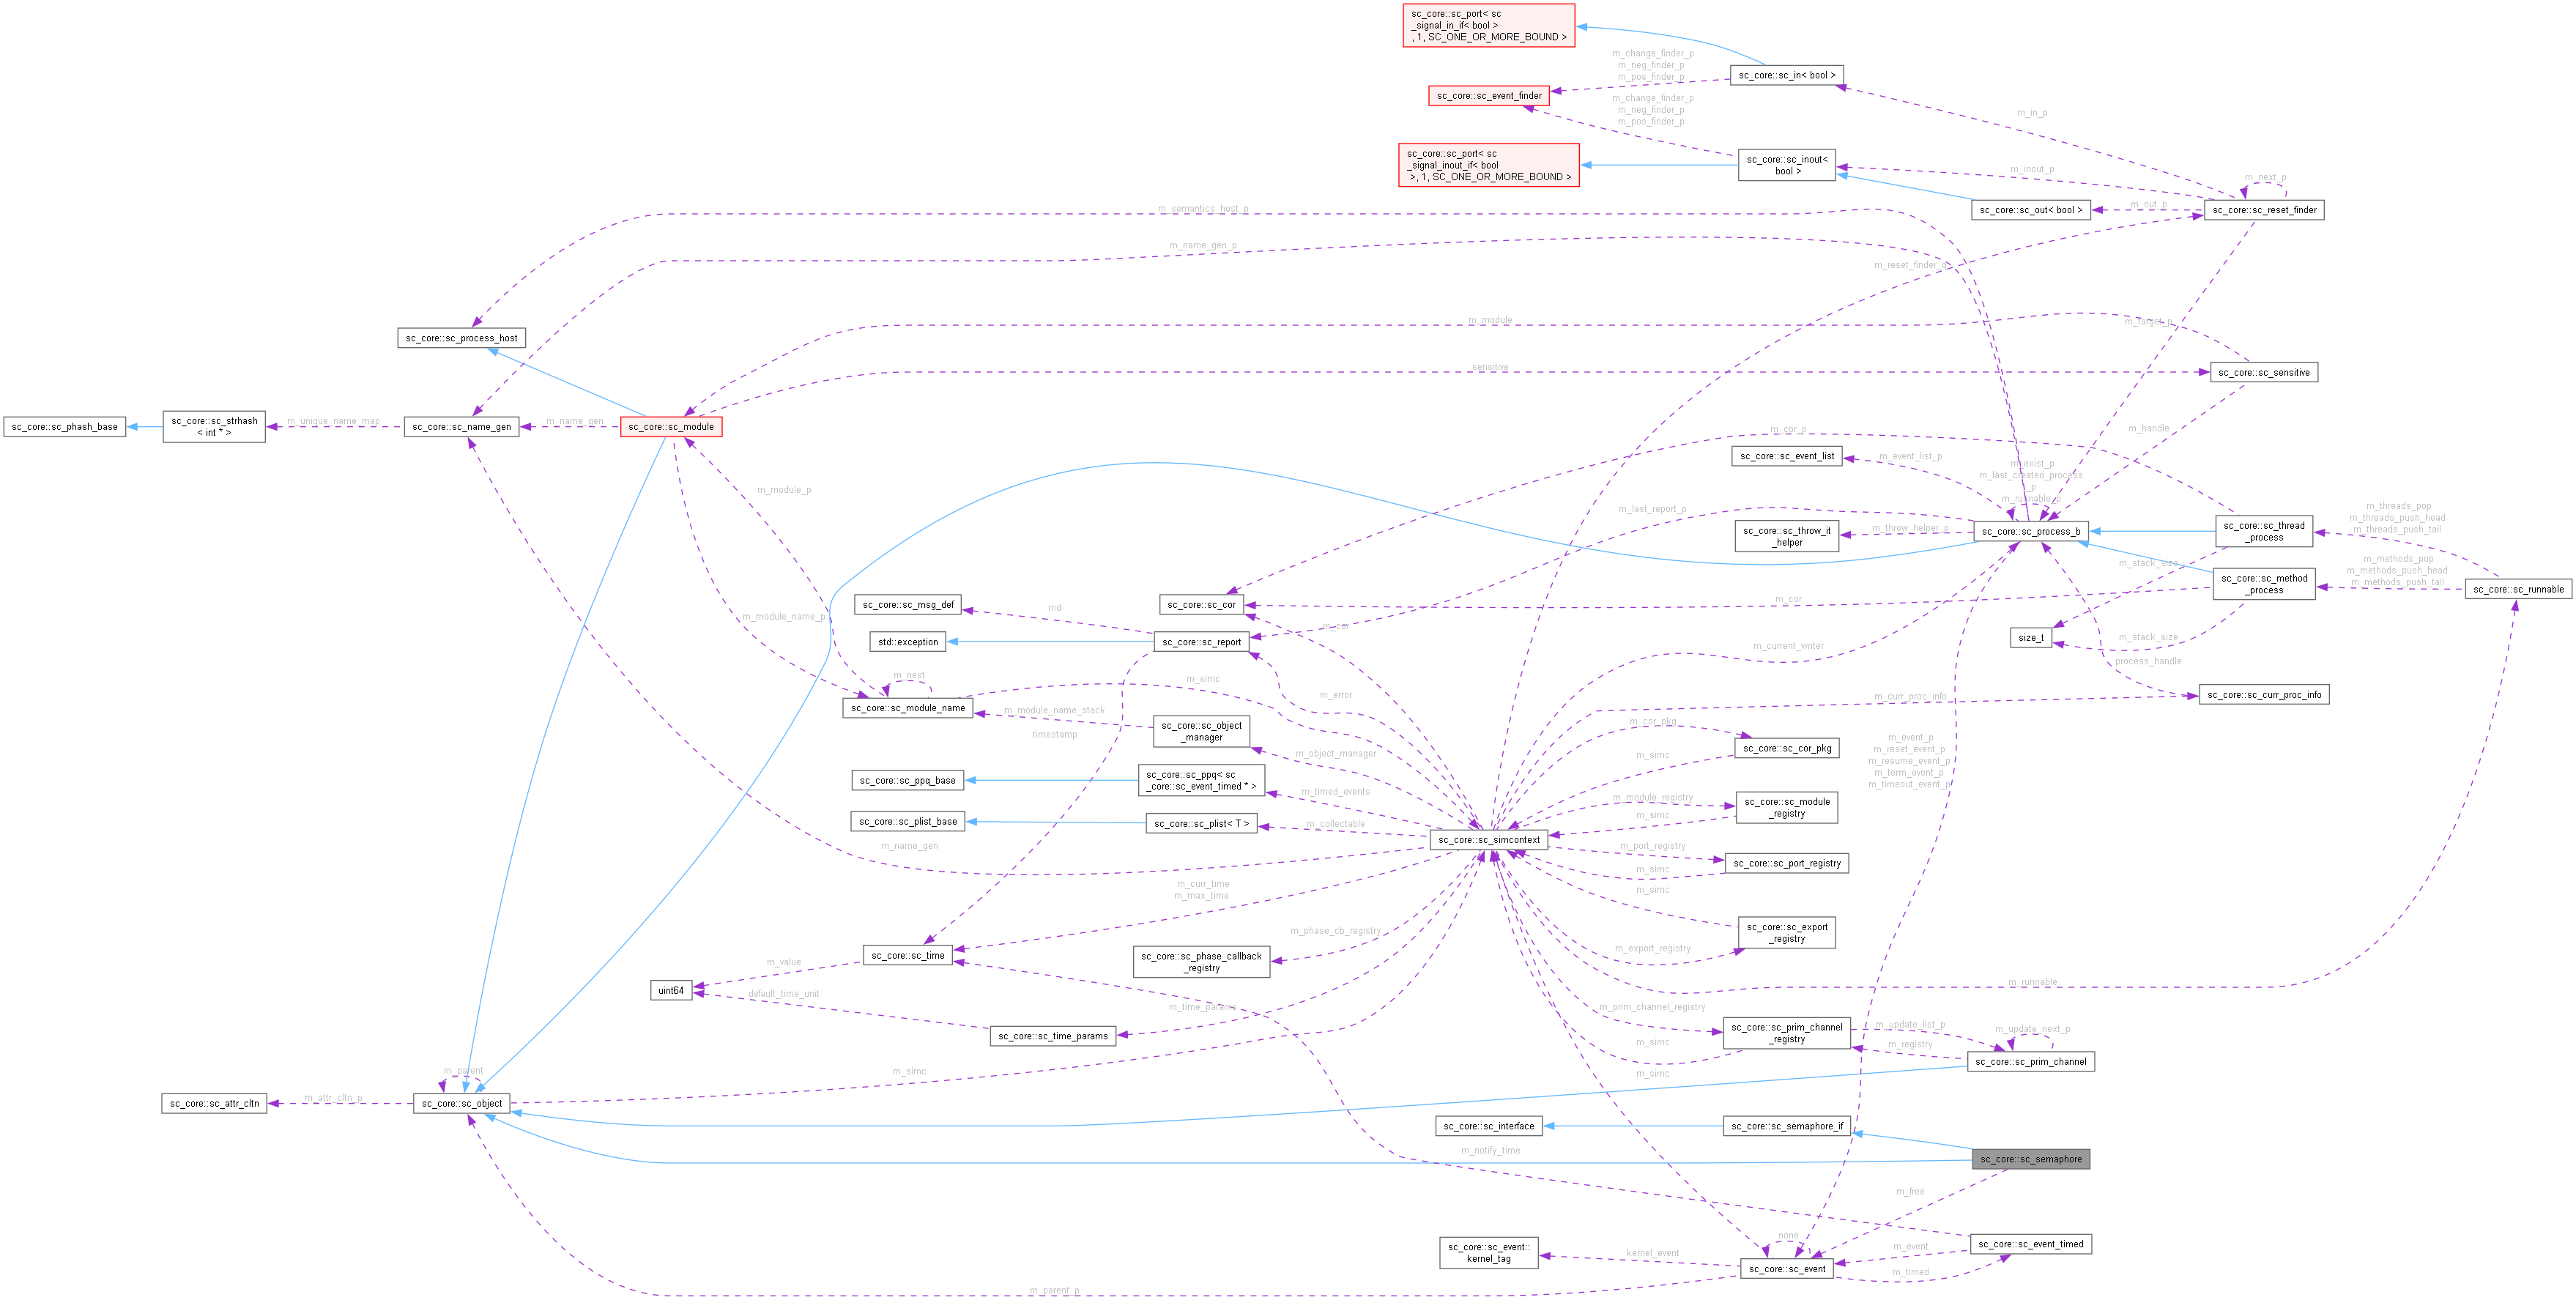 sc_core::sc_port< sc
_signal_in_if< bool >
, 1, SC_ONE_OR_MORE_BOUND >
m_change_finder_p
m_neg_finder_p
m_pos_finder_p
sc_core::sc_in< bool >
sc_core::sc_event_finder
m_change_finder_p
m_neg_finder_p
m_pos_finder_p
m_in_p
sc_core::sc_port< sc
_signal_inout_if< bool
>, 1, SC_ONE_OR_MORE_BOUND >
sc_core::sc_inout<
bool >
m_inout_p
m_next_p
m_semantics_host_p
sc_core::sc_out< bool >
m_out_p
sc_core::sc_reset_finder
m_name_gen_p
m_reset_finder_q
m_module
m_target_p
sc_core::sc_process_host
sensitive
sc_core::sc_sensitive
sc_core::sc_phash_base
sc_core::sc_strhash
< int * >
m_unique_name_map
sc_core::sc_name_gen
m_name_gen
sc_core::sc_module
m_cor_p
m_handle
sc_core::sc_event_list
m_event_list_p
m_exist_p
m_last_created_process
_p
m_runnable_p
m_module_p
m_last_report_p
m_threads_pop
m_threads_push_head
m_threads_push_tail
sc_core::sc_throw_it
_helper
m_throw_helper_p
sc_core::sc_process_b
sc_core::sc_thread
_process
m_stack_size
m_methods_pop
m_methods_push_head
m_methods_push_tail
sc_core::sc_method
_process
sc_core::sc_runnable
sc_core::sc_msg_def
md
sc_core::sc_cor
m_cor
m_cor
m_module_name_p
std::exception
sc_core::sc_report
size_t
m_stack_size
m_current_writer
process_handle
m_next
m_simc
m_error
m_curr_proc_info
sc_core::sc_curr_proc_info
sc_core::sc_module_name
m_module_name_stack
sc_core::sc_object
_manager
timestamp
m_cor_pkg
sc_core::sc_cor_pkg
m_object_manager
m_simc
m_event_p
m_reset_event_p
m_resume_event_p
m_term_event_p
m_timeout_event_p
sc_core::sc_ppq_base
sc_core::sc_ppq< sc
_core::sc_event_timed * >
m_timed_events
m_module_registry
sc_core::sc_module
_registry
m_simc
sc_core::sc_plist_base
sc_core::sc_plist< T >
m_collectable
sc_core::sc_simcontext
m_name_gen
m_port_registry
sc_core::sc_port_registry
m_simc
m_curr_time
m_max_time
m_simc
m_phase_cb_registry
sc_core::sc_export
_registry
m_export_registry
sc_core::sc_time
m_value
sc_core::sc_phase_callback
_registry
uint64
default_time_unit
m_time_params
m_runnable
m_prim_channel_registry
sc_core::sc_time_params
sc_core::sc_prim_channel
_registry
m_update_list_p
m_update_next_p
m_simc
m_registry
sc_core::sc_prim_channel
m_parent
m_simc
m_simc
sc_core::sc_attr_cltn
m_attr_cltn_p
sc_core::sc_object
sc_core::sc_interface
sc_core::sc_semaphore_if
m_notify_time
sc_core::sc_semaphore
m_free
none
sc_core::sc_event::
kernel_tag
kernel_event
m_event
sc_core::sc_event_timed
sc_core::sc_event
m_timed
m_parent_p